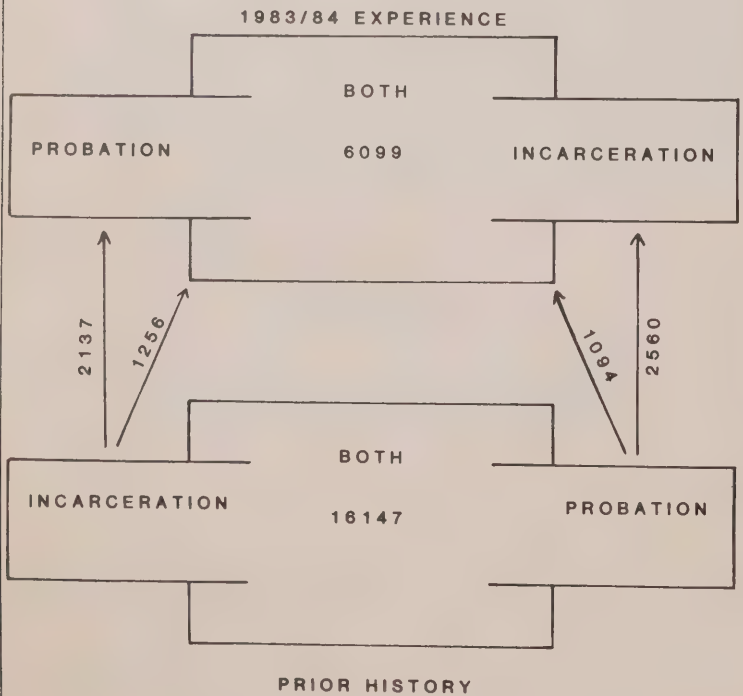 1983/84 EXPERIENCE
BOTH
PROBATION
6099
INCARCERATION
2137
1256
1094
2560
BOTH
INCARCERATION
16147
PROBATION
PRIOR HISTORY